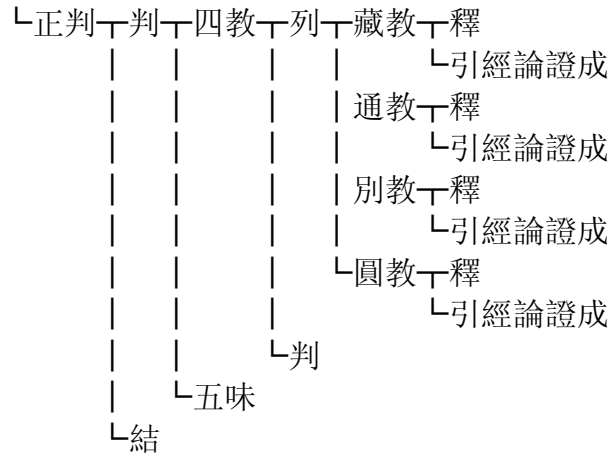 └正判┬判┬四教┬列┬藏教┬釋
│ │ │ │ └引經論證成
│ │ │ │通教┬釋
│ │ │ │ └引經論證成
│ │ │ │別教┬釋
│ │ │ │ └引經論證成
│ │ │ └圓教┬釋
│ │ │ └引經論證成
│ │ └判
│ └五味
└結